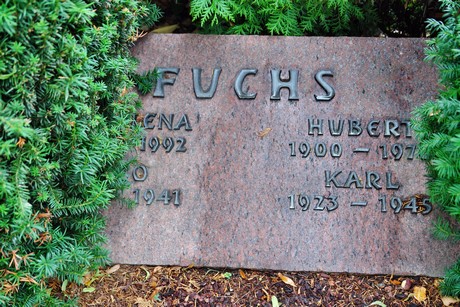 FUCHS
ENA HUBERT
1992 1900 – 197
O KARL
1941 1923 – 1945